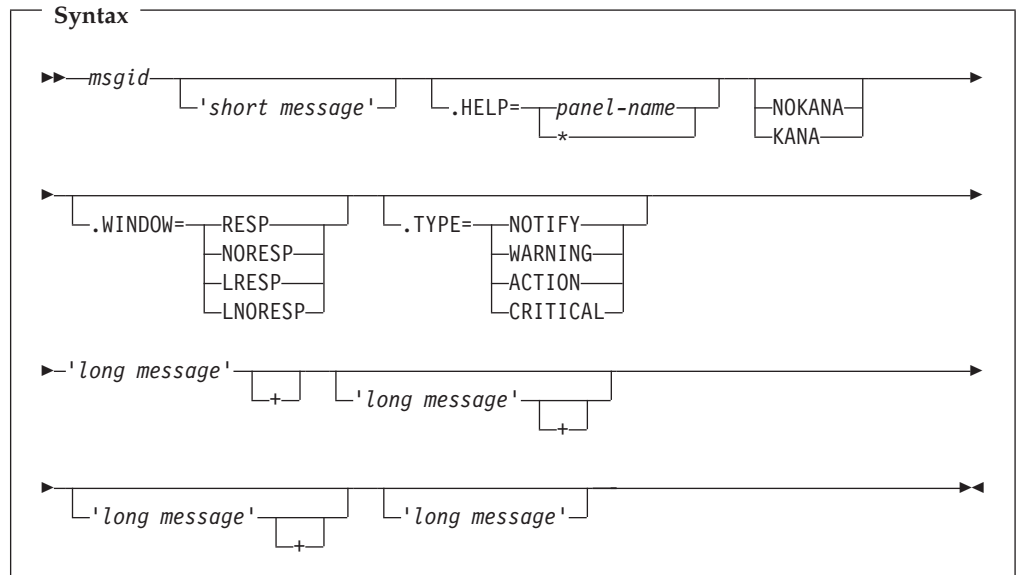 Syntax
msgid
'short message' .HELP= panel-name NOKANA
* KANA
.WINDOW= RESP .TYPE= NOTIFY
NORESP WARNING
LRESP ACTION
LNORESP CRITICAL
'long message'
+ 'long message'
+
'long message' 'long message'
+